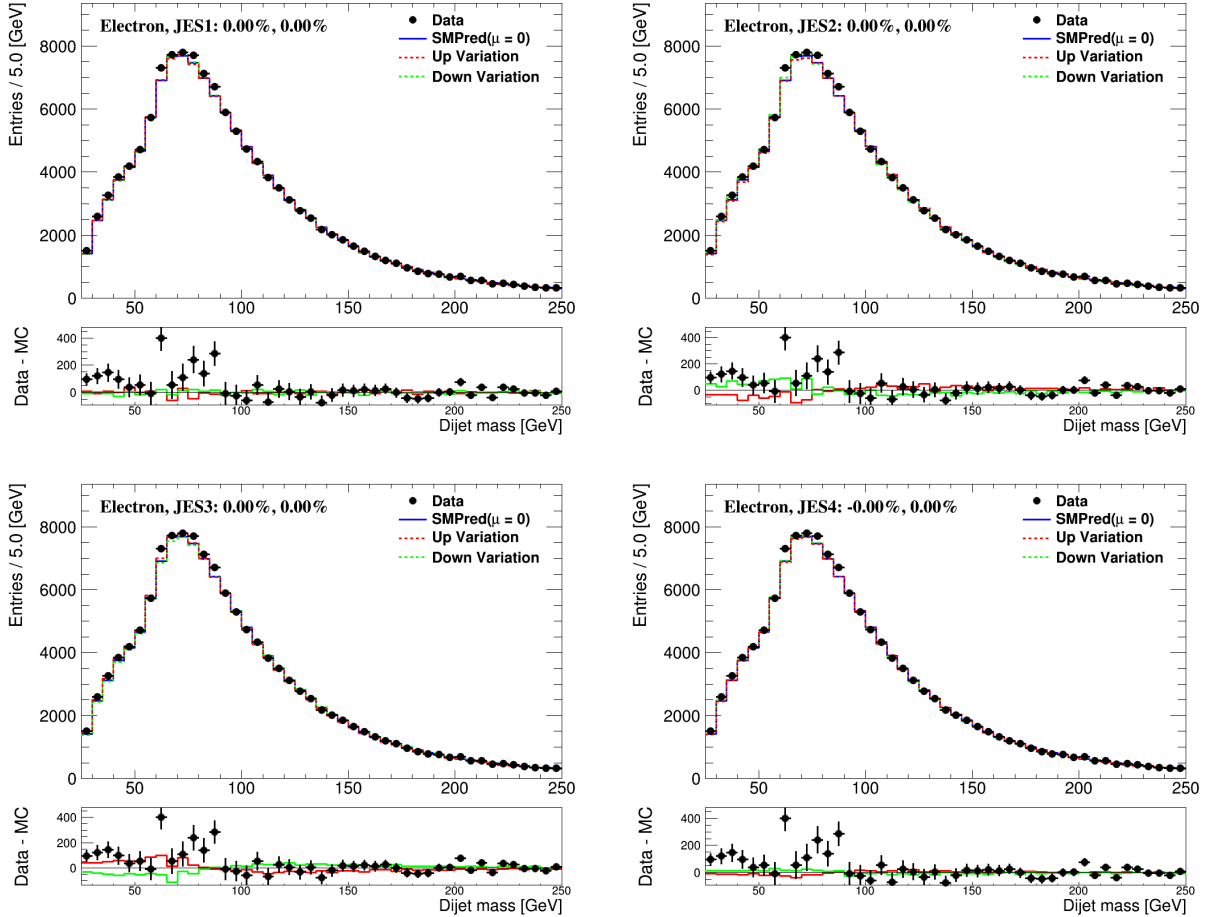 Electron, JES1: 0.00%, 0.00%
Data
SMPred(μ = 0)
Up Variation
Down Variation
Entries / 5.0 [GeV]
8000
6000
4000
2000
0
50 100 150 200 250
Data - MC
400
200
0
50 100 150 200 250
Dijet mass [GeV]
Electron, JES2: 0.00%, 0.00%
Data
SMPred(μ = 0)
Up Variation
Down Variation
Entries / 5.0 [GeV]
8000
6000
4000
2000
0
50 100 150 200 250
Data - MC
400
200
0
50 100 150 200 250
Dijet mass [GeV]
Electron, JES3: 0.00%, 0.00%
Data
SMPred(μ = 0)
Up Variation
Down Variation
Entries / 5.0 [GeV]
8000
6000
4000
2000
0
50 100 150 200 250
Data - MC
400
200
0
50 100 150 200 250
Dijet mass [GeV]
Electron, JES4: -0.00%, 0.00%
Data
SMPred(μ = 0)
Up Variation
Down Variation
Entries / 5.0 [GeV]
8000
6000
4000
2000
0
50 100 150 200 250
Data - MC
400
200
0
50 100 150 200 250
Dijet mass [GeV]